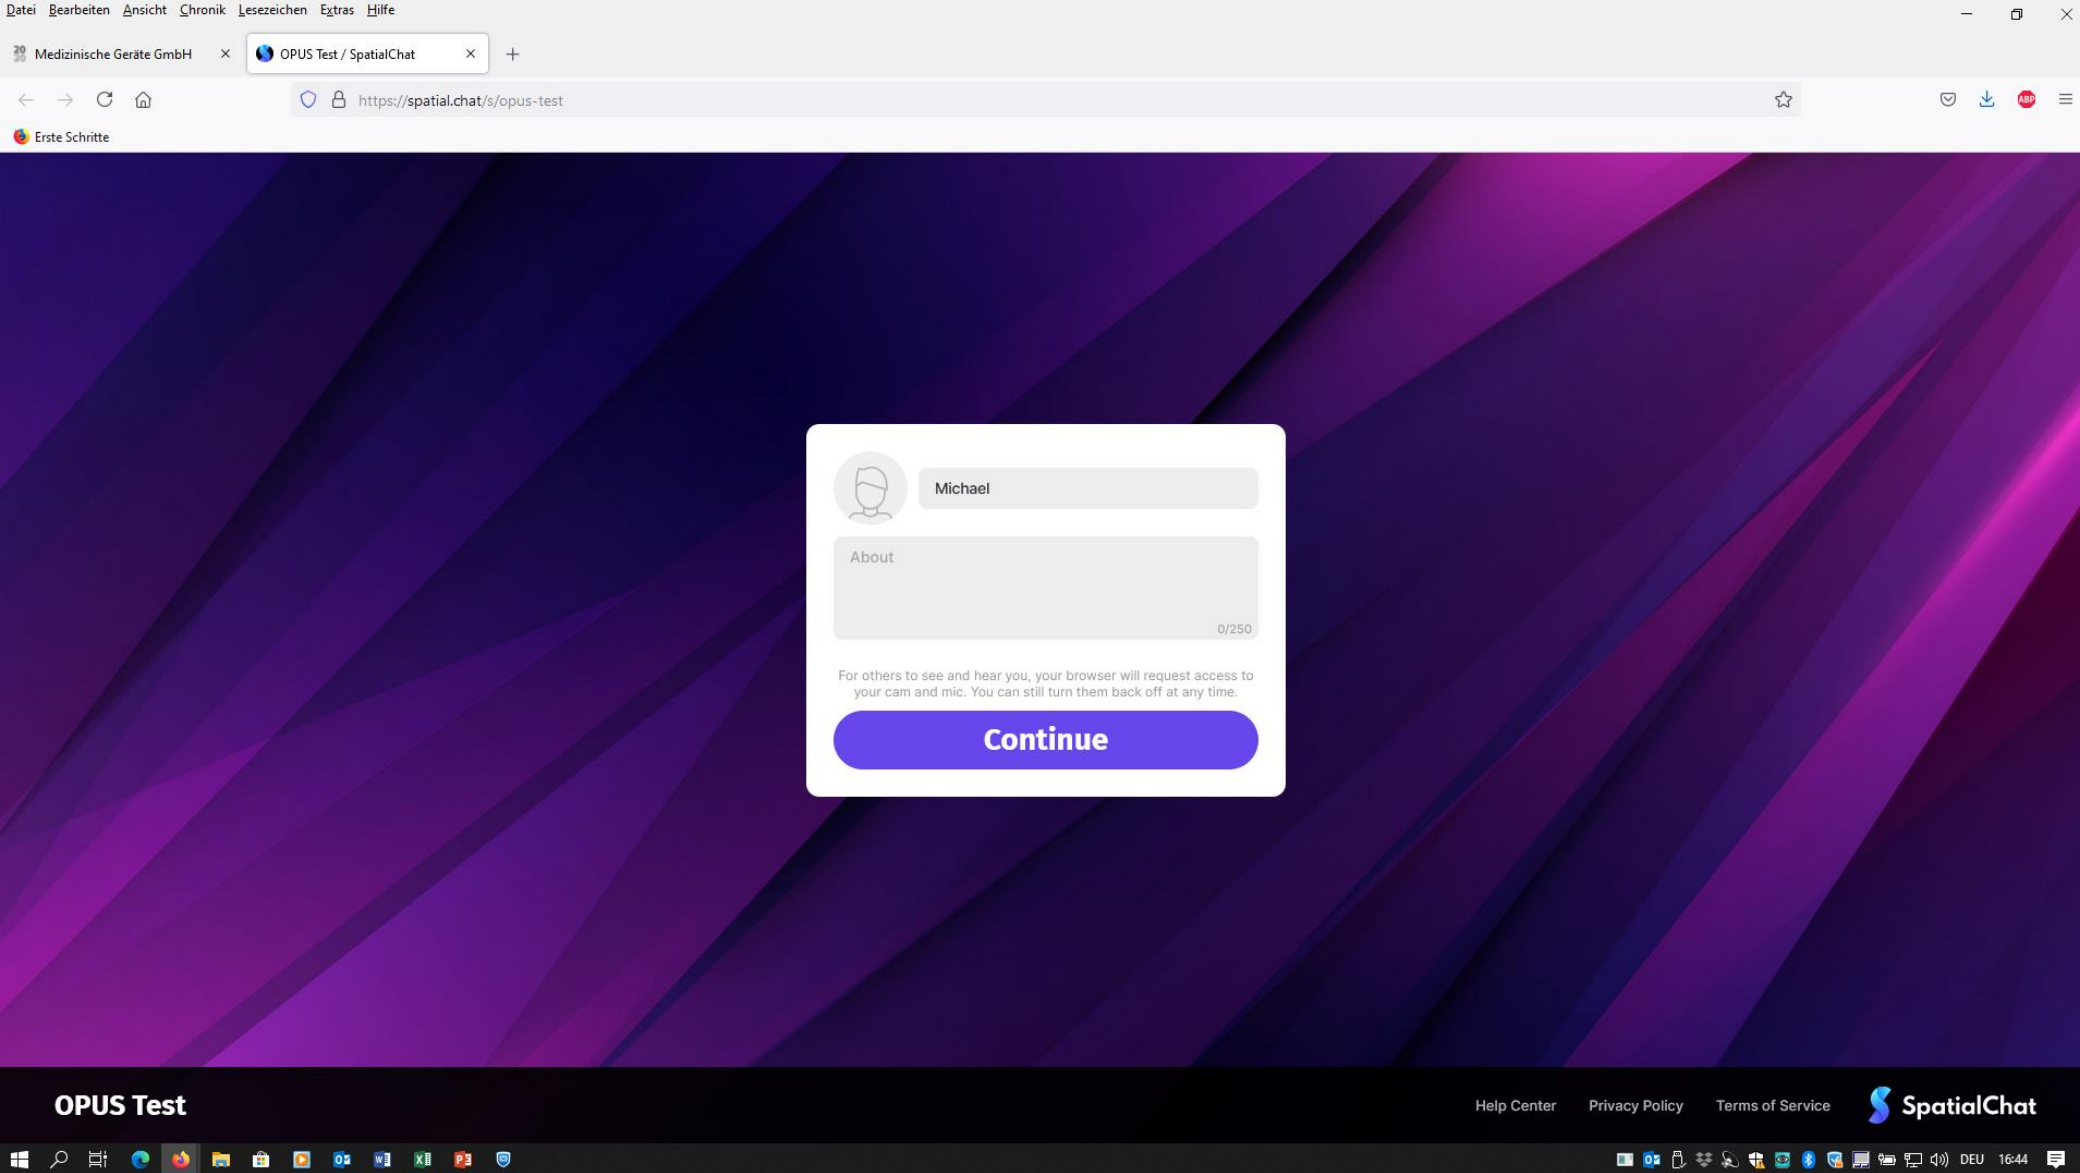 Datei Bearbeiten Ansicht Chronik Lesezeichen Extras Hilfe
Medizinische Geräte GmbH
OPUS Test / SpatialChat
https://spatial.chat/s/opus-test
ABP
Erste Schritte
Michael
About
0/250
For others to see and hear you, your browser will request access to
your cam and mic. You can still turn them back off at any time.
Continue
OPUS Test
Help Center Privacy Policy Terms of Service SpatialChat
DEU 16:44